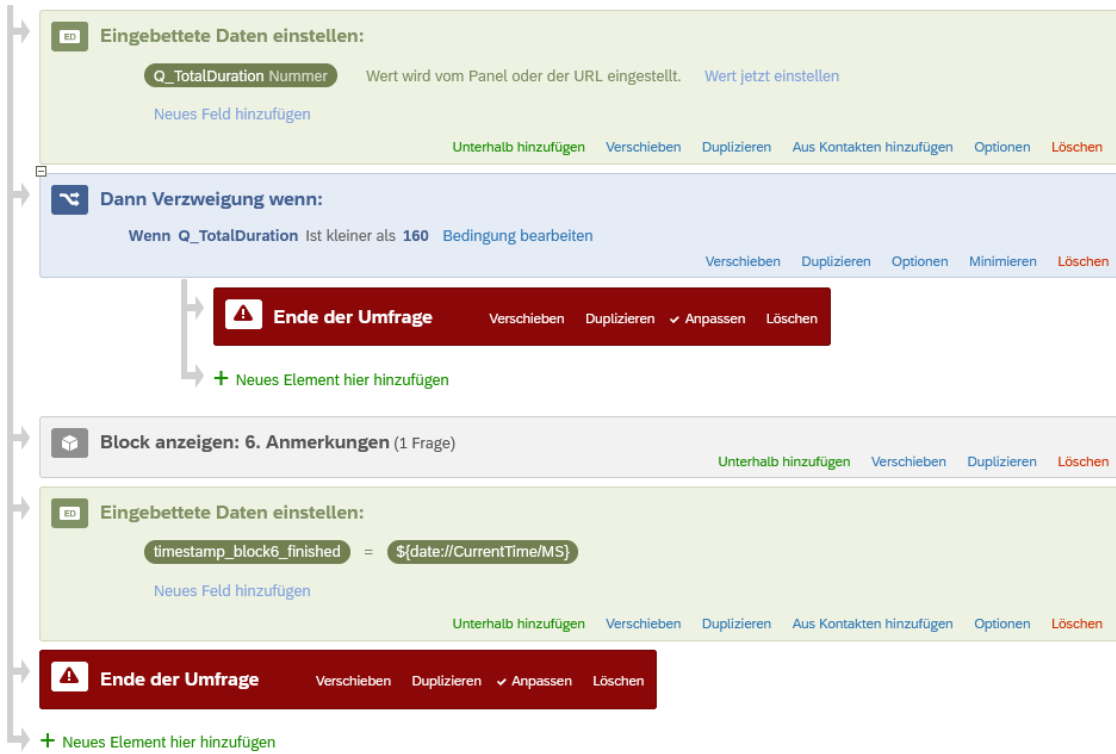 ED Eingebettete Daten einstellen:
Q_TotalDuration Nummer Wert wird vom Panel oder der URL eingestellt. Wert jetzt einstellen
Neues Feld hinzufügen
Unterhalb hinzufügen Verschieben Duplizieren Aus Kontakten hinzufügen Optionen Löschen
Dann Verzweigung wenn:
Wenn Q_TotalDuration Ist kleiner als 160 Bedingung bearbeiten
Verschieben Duplizieren Optionen Minimieren Löschen
Ende der Umfrage Verschieben Duplizieren Anpassen Löschen
Neues Element hier hinzufügen
Block anzeigen: 6. Anmerkungen (1 Frage)
Unterhalb hinzufügen Verschieben Duplizieren Löschen
ED Eingebettete Daten einstellen:
timestamp_block6_finished = ${date://CurrentTime/MS}
Neues Feld hinzufügen
Unterhalb hinzufügen Verschieben Duplizieren Aus Kontakten hinzufügen Optionen Löschen
Ende der Umfrage Verschieben Duplizieren Anpassen Löschen
Neues Element hier hinzufügen